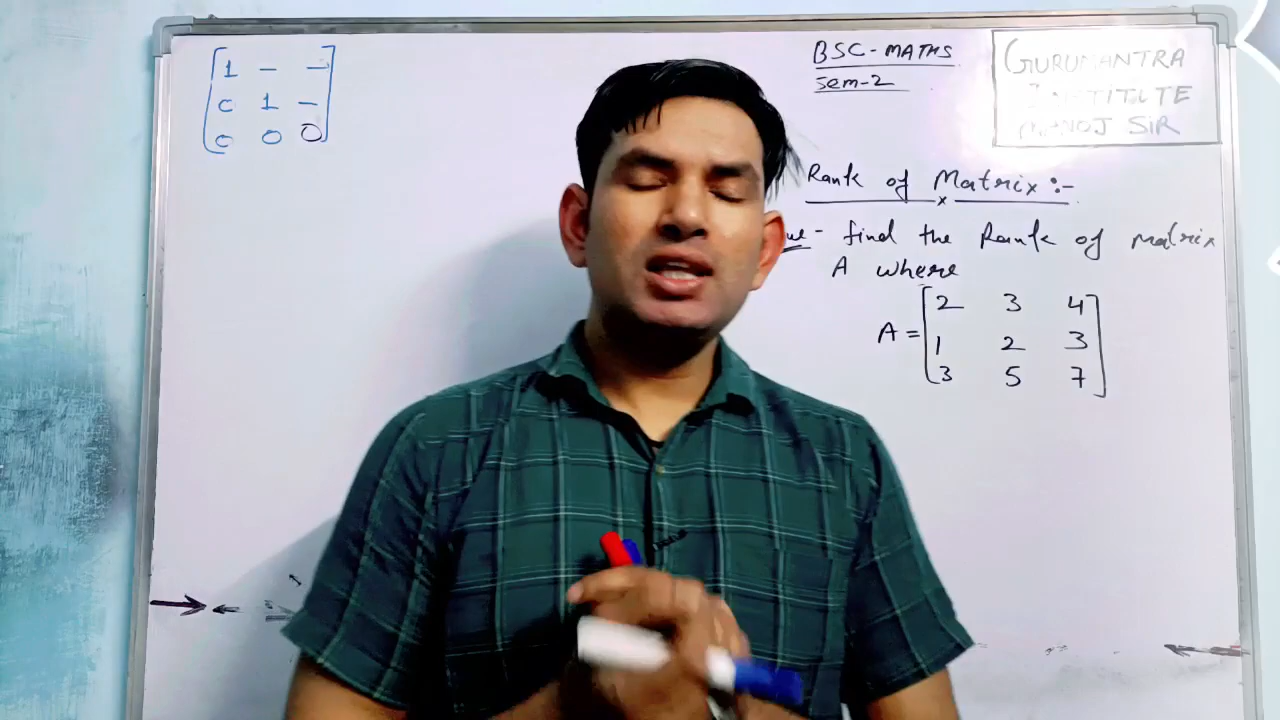 1 – –
0 1 –
0 0 0
BSC-MATHS
Sem-2
GURUMANTRA
INSTITUTE
MANOJ SIR
Rank of Matrix :-
find the Rank of matrix
A where
A = 2 3 4
1 2 3
3 5 7